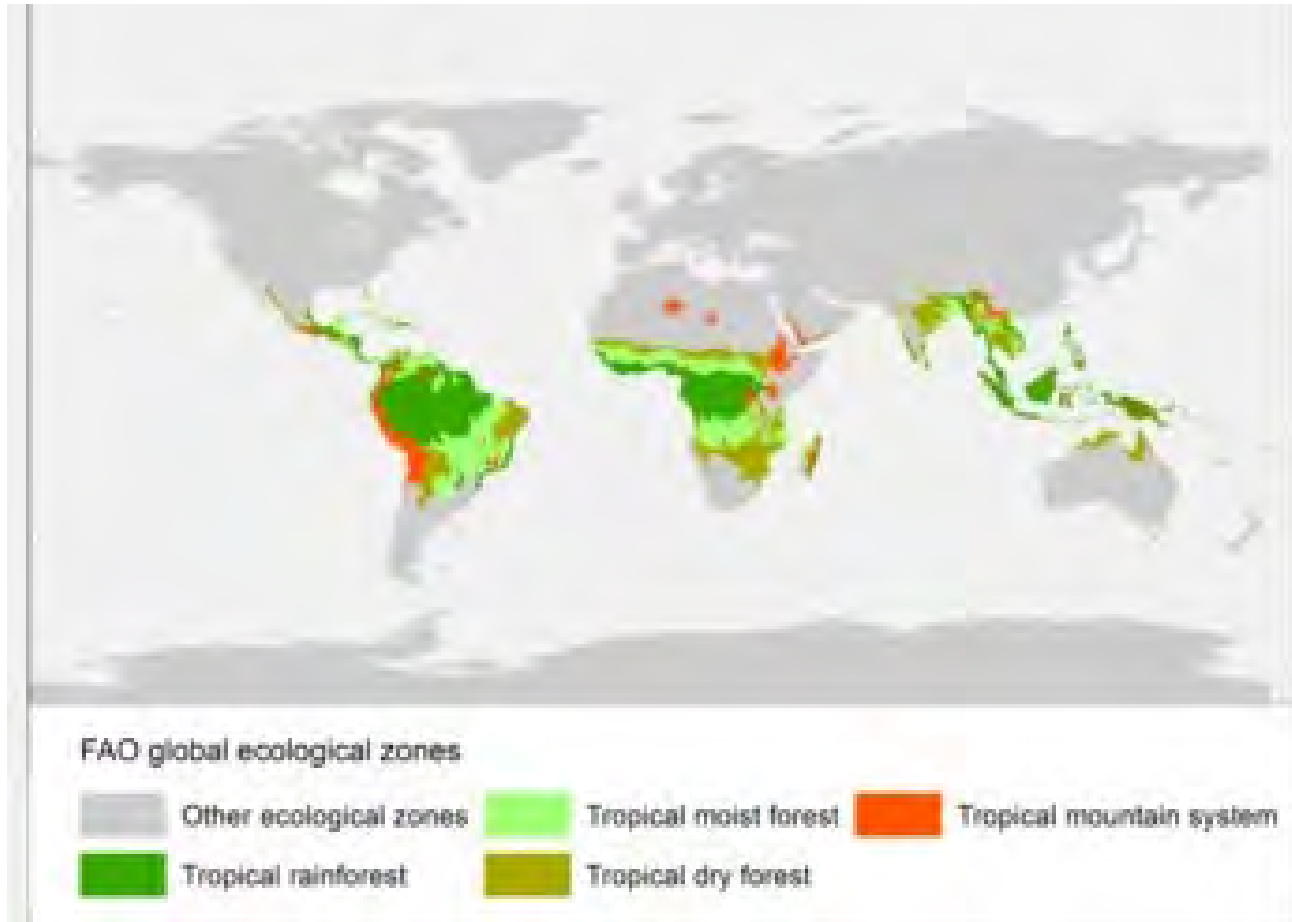 FAO global ecological zones
Other ecological zones
Tropical moist forest
Tropical mountain system
Tropical rainforest
Tropical dry forest